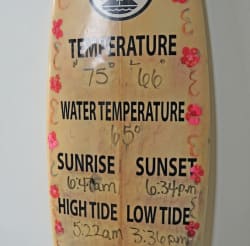 TEMPERATURE
H 75° L 66°
WATER TEMPERATURE
65°
SUNRISE SUNSET
6:47am 6:34pm
HIGH TIDE LOW TIDE
5:22am 3:36pm